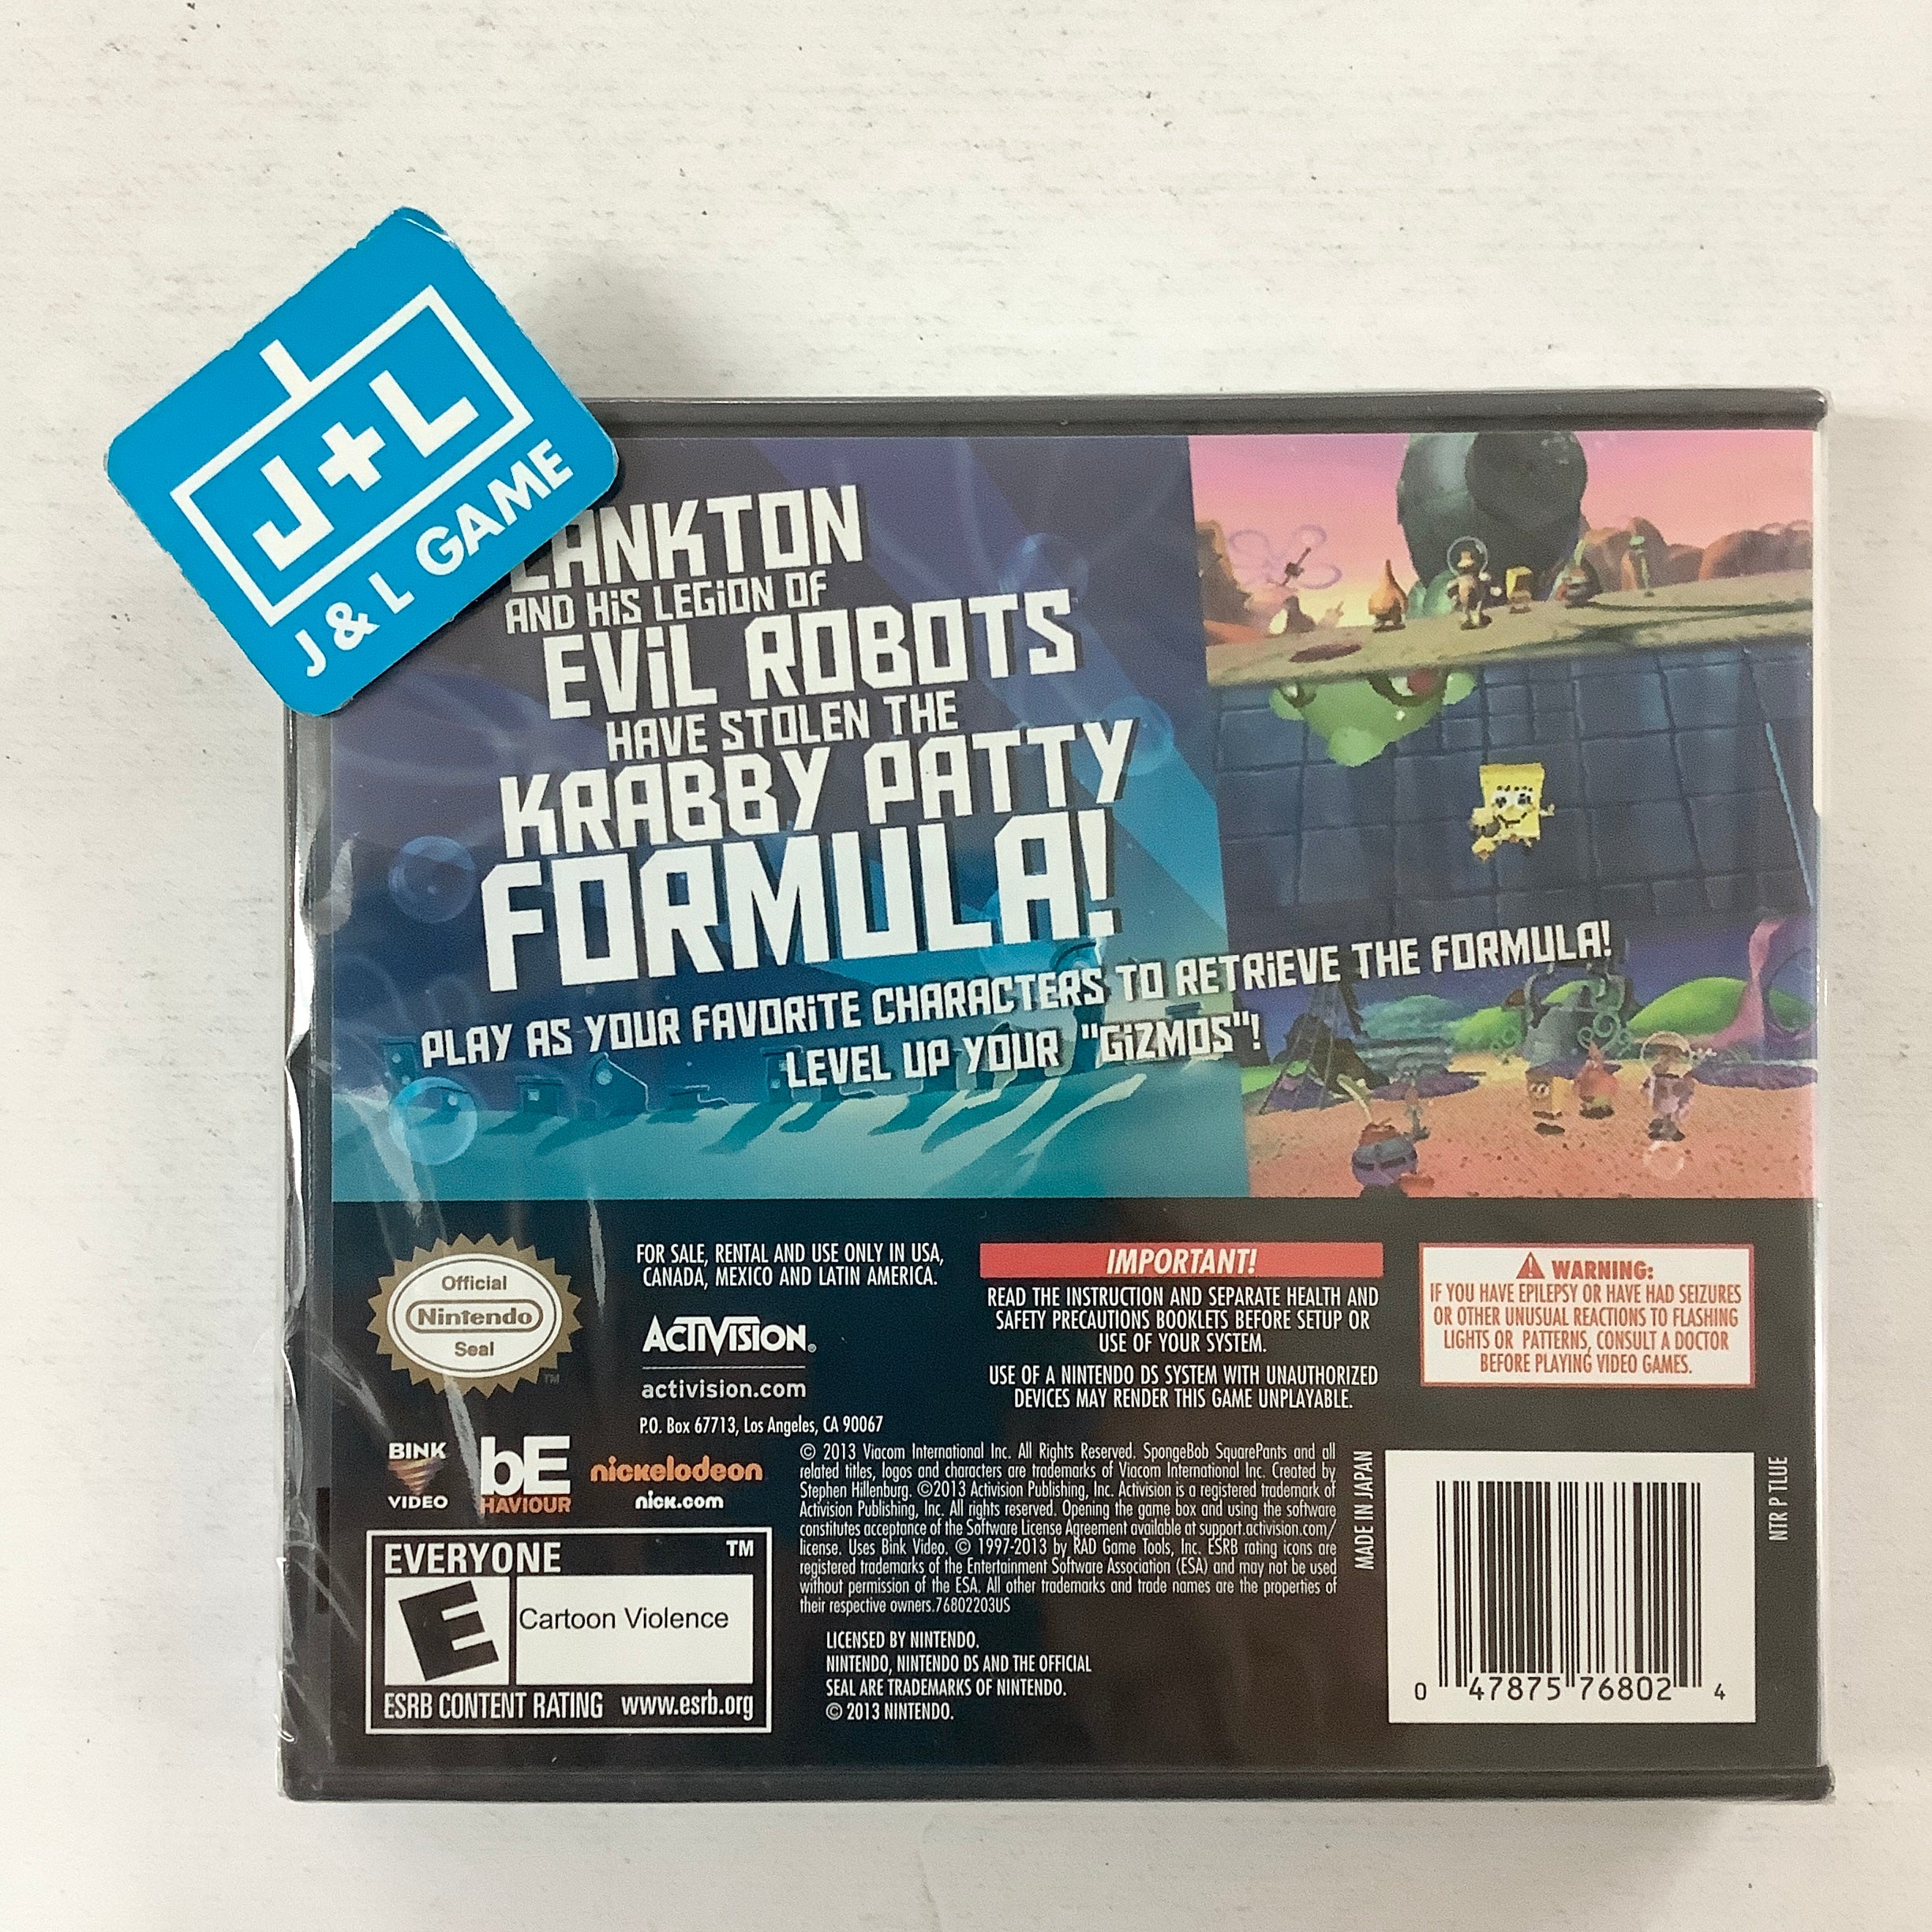 J+L
J & L GAME
LANKTON
AND HiS LEGiON OF
EViL ROBOTS
HAVE STOLEN THE
KRABBY PATTY
FORMULA!
PLAY AS YOUR FAVORiTE CHARACTERS TO RETRiEVE THE FORMULA!
LEVEL UP YOUR "GiZMOS"!
Official
Nintendo
Seal
TM
FOR SALE, RENTAL AND USE ONLY IN USA,
CANADA, MEXICO AND LATIN AMERICA.
ACTIVISION®
activision.com
P.O. Box 67713, Los Angeles, CA 90067
IMPORTANT!
READ THE INSTRUCTION AND SEPARATE HEALTH AND
SAFETY PRECAUTIONS BOOKLETS BEFORE SETUP OR
USE OF YOUR SYSTEM.
USE OF A NINTENDO DS SYSTEM WITH UNAUTHORIZED
DEVICES MAY RENDER THIS GAME UNPLAYABLE.
WARNING:
IF YOU HAVE EPILEPSY OR HAVE HAD SEIZURES
OR OTHER UNUSUAL REACTIONS TO FLASHING
LIGHTS OR PATTERNS, CONSULT A DOCTOR
BEFORE PLAYING VIDEO GAMES.
BINK
VIDEO
bE
HAVIOUR
nickelodeon
nick.com
© 2013 Viacom International Inc. All Rights Reserved. SpongeBob SquarePants and all
related titles, logos and characters are trademarks of Viacom International Inc. Created by
Stephen Hillenburg. ©2013 Activision Publishing, Inc. Activision is a registered trademark of
Activision Publishing, Inc. All rights reserved. Opening the game box and using the software
constitutes acceptance of the Software License Agreement available at support.activision.com/
license. Uses Bink Video. © 1997-2013 by RAD Game Tools, Inc. ESRB rating icons are
registered trademarks of the Entertainment Software Association (ESA) and may not be used
without permission of the ESA. All other trademarks and trade names are the properties of
their respective owners.76802203US
LICENSED BY NINTENDO.
NINTENDO, NINTENDO DS AND THE OFFICIAL
SEAL ARE TRADEMARKS OF NINTENDO.
© 2013 NINTENDO.
EVERYONE TM
E
Cartoon Violence
ESRB CONTENT RATING www.esrb.org
MADE IN JAPAN
0 47875 76802 4
NTR P TLUE